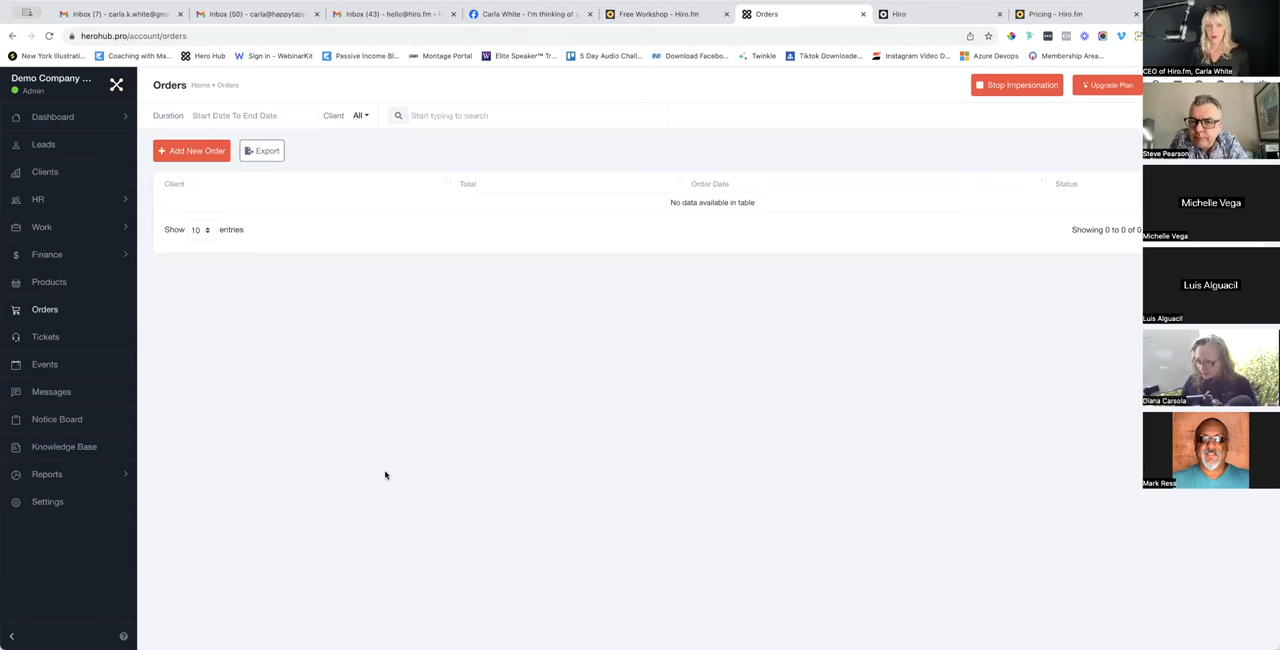 Inbox (7) - carla.k.white@gma
Inbox (50) - carla@happytapp
Inbox (43) - hello@hiro.fm -
Carla White - I'm thinking of s
Free Workshop - Hiro.fm
Orders
Hiro
Pricing - Hiro.fm
herohub.pro/account/orders
New York Illustrati...
Coaching with Ma...
Hero Hub
Sign in - WebinarKit
Passive Income Bl...
Montage Portal
Elite Speaker™ Tr...
5 Day Audio Chall...
Download Facebo...
Twinkle
Tiktok Downloade...
Instagram Video D...
Azure Devops
Membership Area...
Demo Company ...
Admin
Dashboard
Leads
Clients
HR
Work
Finance
Products
Orders
Tickets
Events
Messages
Notice Board
Knowledge Base
Reports
Settings
Orders Home • Orders
Stop Impersonation
Upgrade Plan
Duration Start Date To End Date Client All Start typing to search
+ Add New Order Export
Client Total Order Date Status
No data available in table
Show 10 entries Showing 0 to 0 of 0
CEO of Hiro.fm, Carla White
Steve Pearson
Michelle Vega
Michelle Vega
Luis Alguacil
Luis Alguacil
Diana Carsola
Mark Ress